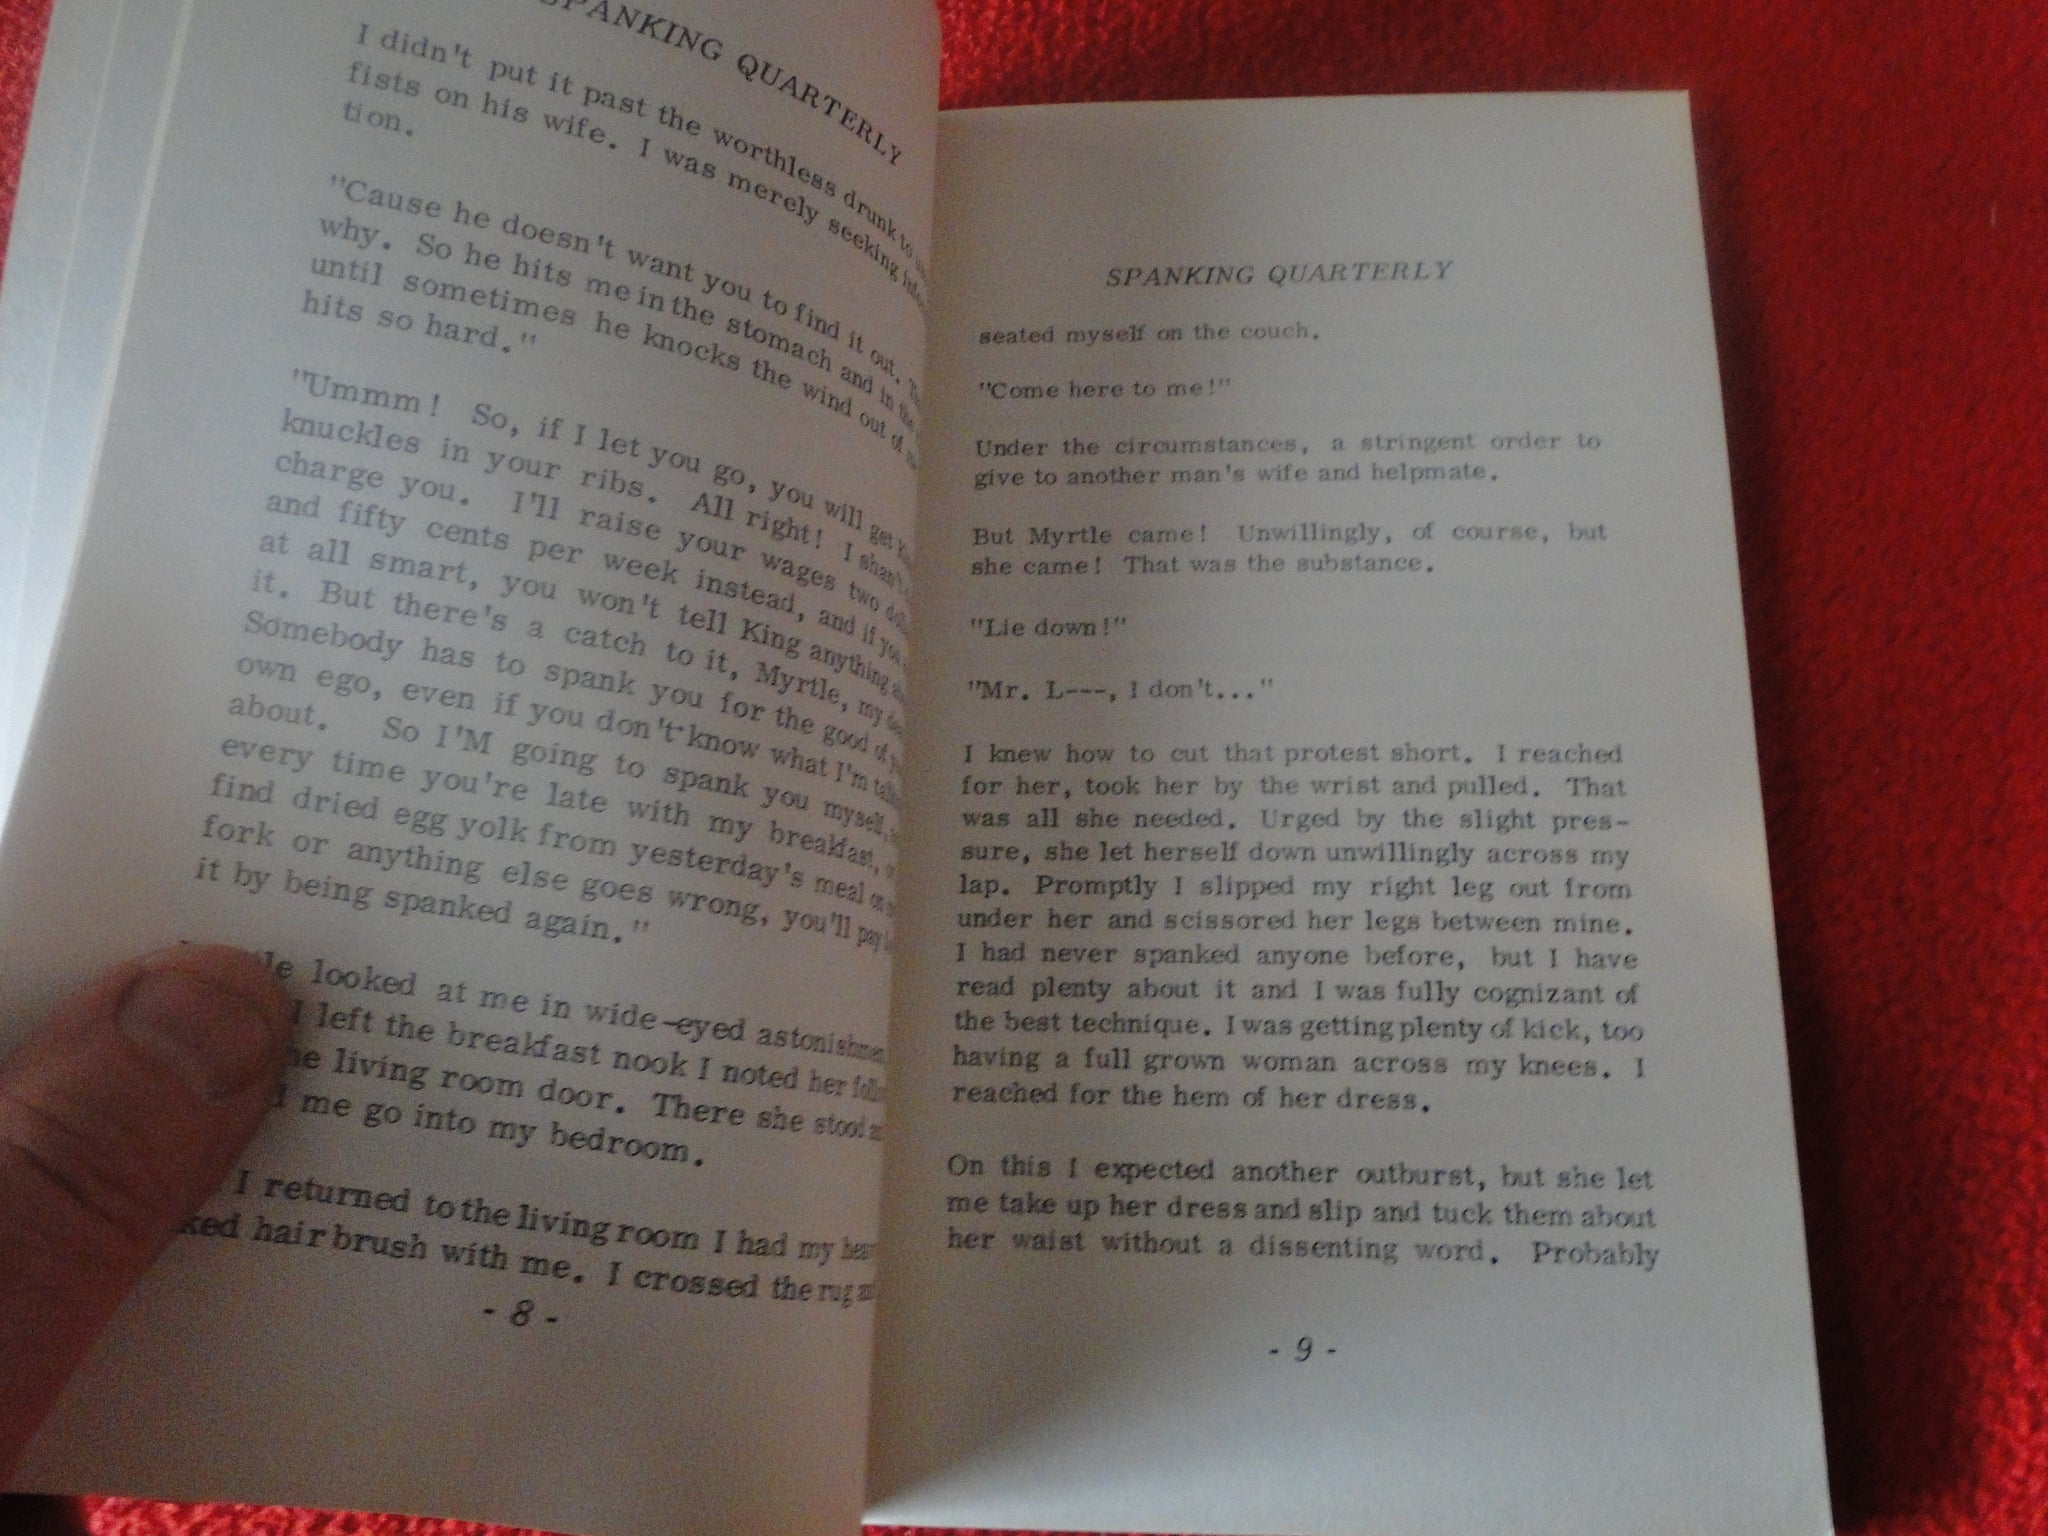 SPANKING QUARTERLY
I didn't put it past the worthless drunk to
fists on his wife. I was merely seeking
tion.
"Cause he doesn't want you to find it out.
why. So he hits me in the stomach and in the
until sometimes he knocks the wind out of
hits so hard."
"Ummm! So, if I let you go, you will get
knuckles in your ribs. All right! I shan't
charge you. I'll raise your wages two
and fifty cents per week instead, and if you
at all smart, you won't tell King anything
it. But there's a catch to it, Myrtle, my
Somebody has to spank you for the good of
own ego, even if you don't know what I'm
about. So I'M going to spank you myself,
every time you're late with my breakfast,
find dried egg yolk from yesterday's meal on
fork or anything else goes wrong, you'll pay
it by being spanked again."
looked at me in wide-eyed
I left the breakfast nook I noted her
living room door. There she stood
me go into my bedroom.
I returned to the living room I had my
hair brush with me. I crossed the rug
- 8 -
SPANKING QUARTERLY
seated myself on the couch.
"Come here to me!"
Under the circumstances, a stringent order to
give to another man's wife and helpmate.
But Myrtle came! Unwillingly, of course, but
she came! That was the substance.
"Lie down!"
"Mr. L---, I don't..."
I knew how to cut that protest short. I reached
for her, took her by the wrist and pulled. That
was all she needed. Urged by the slight pres-
sure, she let herself down unwillingly across my
lap. Promptly I slipped my right leg out from
under her and scissored her legs between mine.
I had never spanked anyone before, but I have
read plenty about it and I was fully cognizant of
the best technique. I was getting plenty of kick, too
having a full grown woman across my knees. I
reached for the hem of her dress.
On this I expected another outburst, but she let
me take up her dress and slip and tuck them about
her waist without a dissenting word. Probably
- 9 -